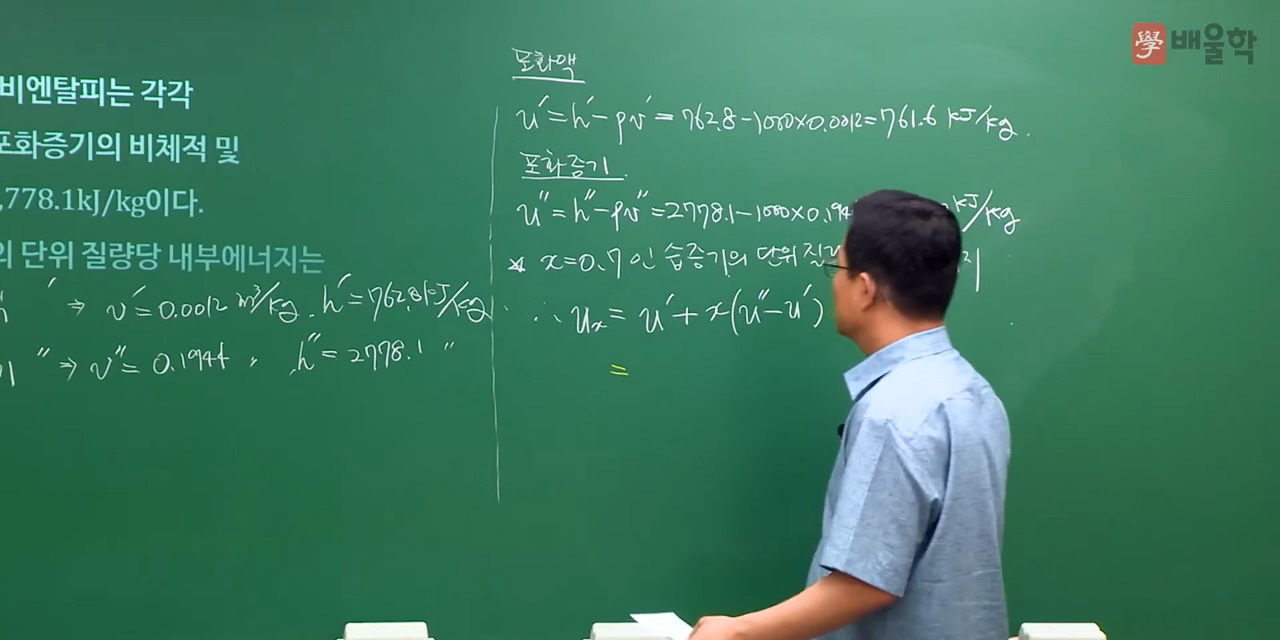 學 배울학
비엔탈피는 각각
포화증기의 비체적 및
,778.1kJ/kg이다.
의 단위 질량당 내부에너지는
′ ⇒ v′=0.0012 m³/kg. h′=762.8kJ/kg.
″ ⇒ v″=0.1944 〃 h″=2778.1 〃
포화액
u′=h′-pv′=762.8-1000×0.0012=761.6 kJ/kg.
포화증기.
u″=h″-pv″=2778.1-1000×0.194 kJ/kg
* x=0.7 인 습증기의 단위
∴ uₓ= u′+x(u″-u′)
=